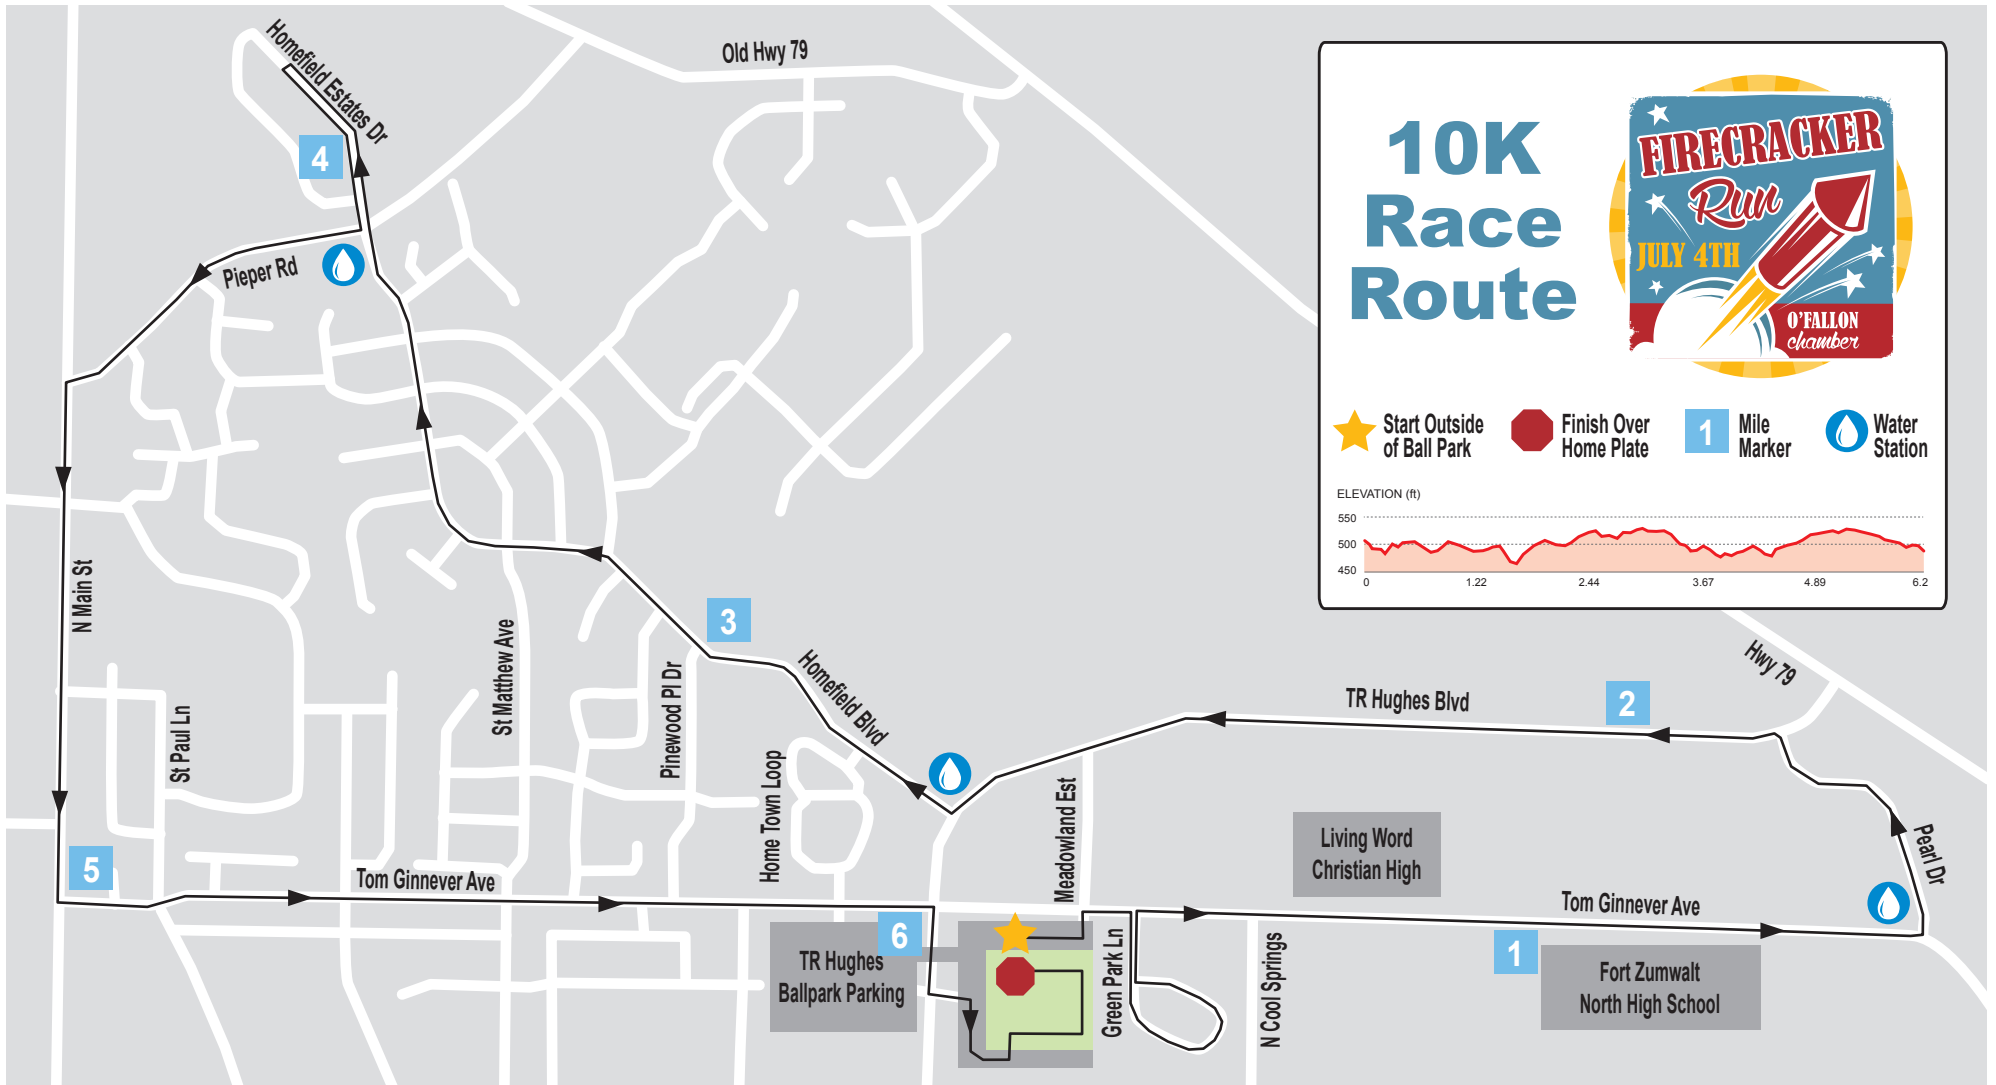 Homefield Estates Dr
Old Hwy 79
4
Pieper Rd
10K
Race
Route
FIRECRACKER
Run
JULY 4TH
O'FALLON
chamber
Start Outside
of Ball Park
Finish Over
Home Plate
1
Mile
Marker
Water
Station
ELEVATION (ft)
550
500
450
0
1.22
2.44
3.67
4.89
6.2
N Main St
3
St Matthew Ave
Pinewood Pl Dr
Homefield Blvd
Hwy 79
TR Hughes Blvd
2
St Paul Ln
Home Town Loop
Meadowland Est
Living Word
Christian High
Pearl Dr
5
Tom Ginnever Ave
Tom Ginnever Ave
6
TR Hughes
Ballpark Parking
Green Park Ln
N Cool Springs
1
Fort Zumwalt
North High School